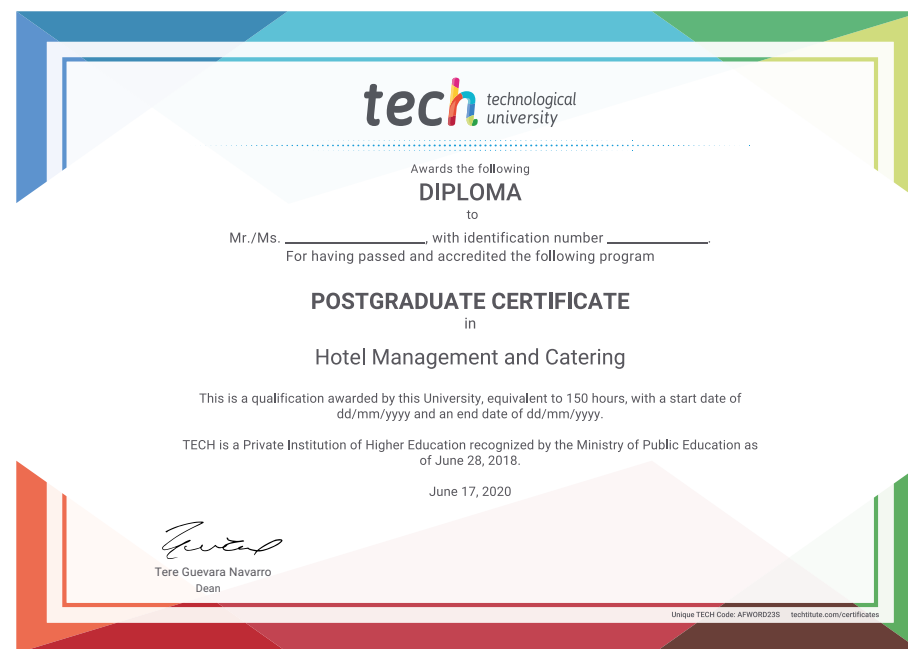 tech technological
university
Awards the following
DIPLOMA
to
Mr./Ms. ____________________, with identification number ______________.
For having passed and accredited the following program
POSTGRADUATE CERTIFICATE
in
Hotel Management and Catering
This is a qualification awarded by this University, equivalent to 150 hours, with a start date of
dd/mm/yyyy and an end date of dd/mm/yyyy.
TECH is a Private Institution of Higher Education recognized by the Ministry of Public Education as
of June 28, 2018.
June 17, 2020
Tere Guevara Navarro
Dean
Unique TECH Code: AFWORD23S techtitute.com/certificates